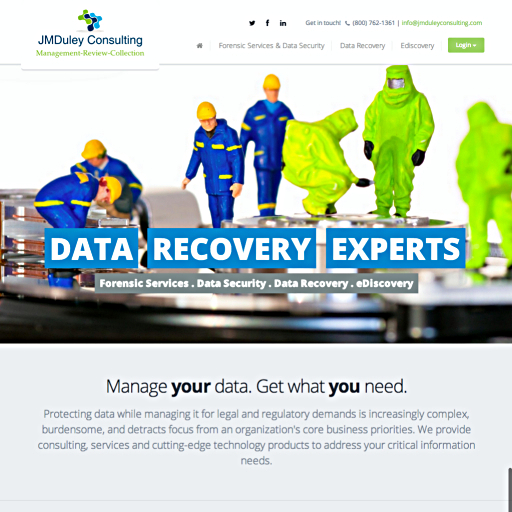 Get in touch! (800) 762-1361 | info@jmduleyconsulting.com
JMDuley Consulting
Management-Review-Collection
Forensic Services & Data Security Data Recovery Ediscovery Login
DATA RECOVERY EXPERTS
Forensic Services . Data Security . Data Recovery . eDiscovery
Manage your data. Get what you need.
Protecting data while managing it for legal and regulatory demands is increasingly complex,
burdensome, and detracts focus from an organization's core business priorities. We provide
consulting, services and cutting-edge technology products to address your critical information
needs.